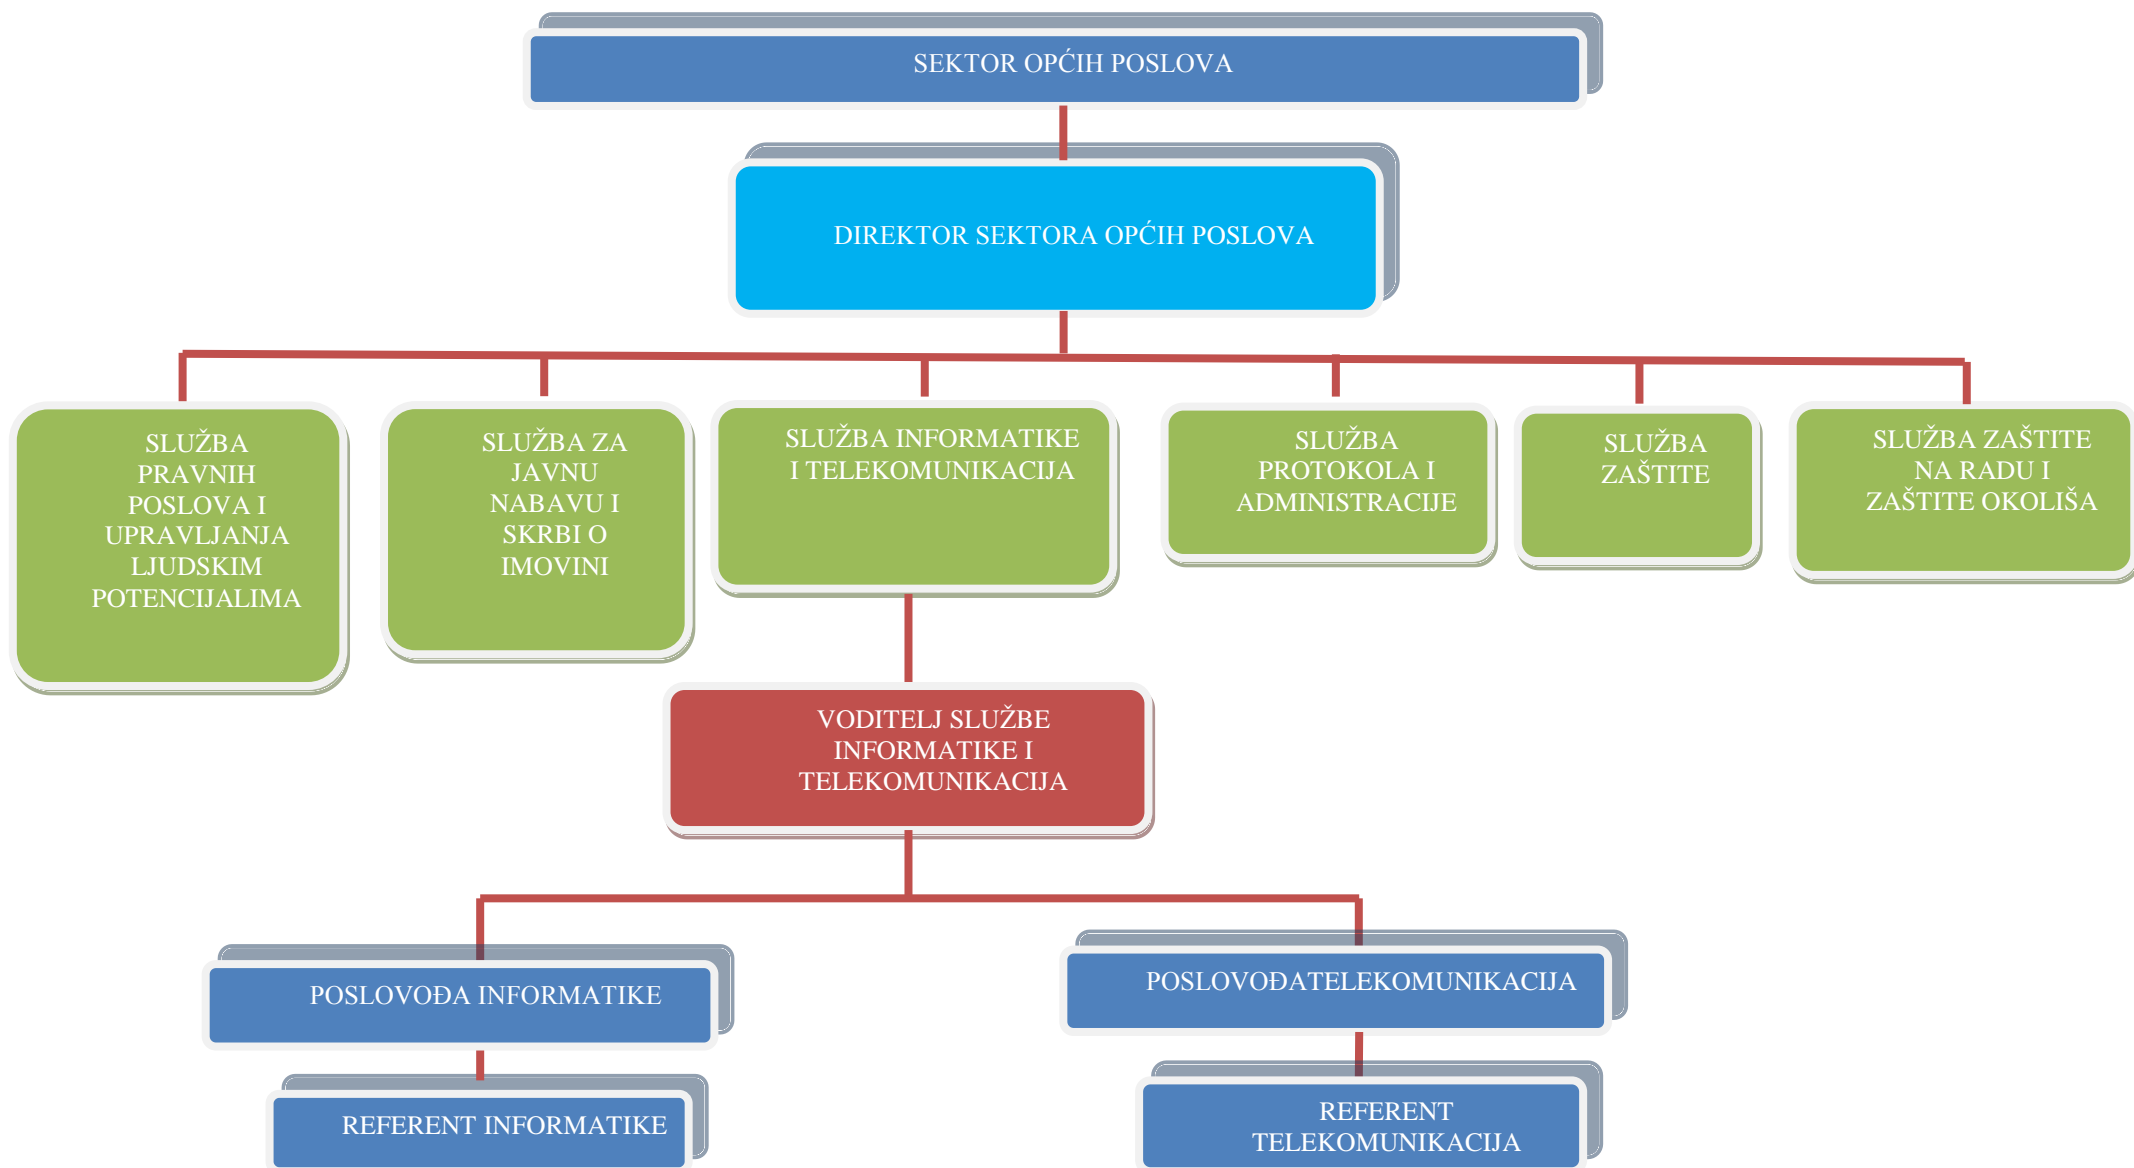 SEKTOR OPĆIH POSLOVA
DIREKTOR SEKTORA OPĆIH POSLOVA
SLUŽBA
PRAVNIH
POSLOVA I
UPRAVLJANJA
LJUDSKIM
POTENCIJALIMA
SLUŽBA ZA
JAVNU
NABAVU I
SKRBI O
IMOVINI
SLUŽBA INFORMATIKE
I TELEKOMUNIKACIJA
SLUŽBA
PROTOKOLA I
ADMINISTRACIJE
SLUŽBA
ZAŠTITE
SLUŽBA ZAŠTITE
NA RADU I
ZAŠTITE OKOLIŠA
VODITELJ SLUŽBE
INFORMATIKE I
TELEKOMUNIKACIJA
POSLOVOĐA INFORMATIKE
POSLOVOĐATELEKOMUNIKACIJA
REFERENT INFORMATIKE
REFERENT
TELEKOMUNIKACIJA